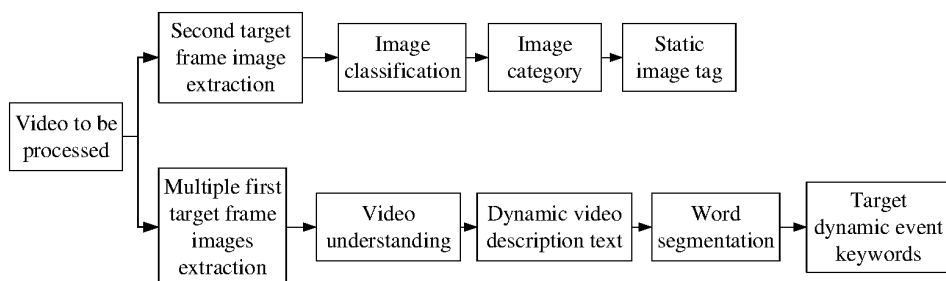 Video to be
processed
Second target
frame image
extraction
Image
classification
Image
category
Static
image tag
Multiple first
target frame
images
extraction
Video
understanding
Dynamic video
description text
Word
segmentation
Target
dynamic event
keywords